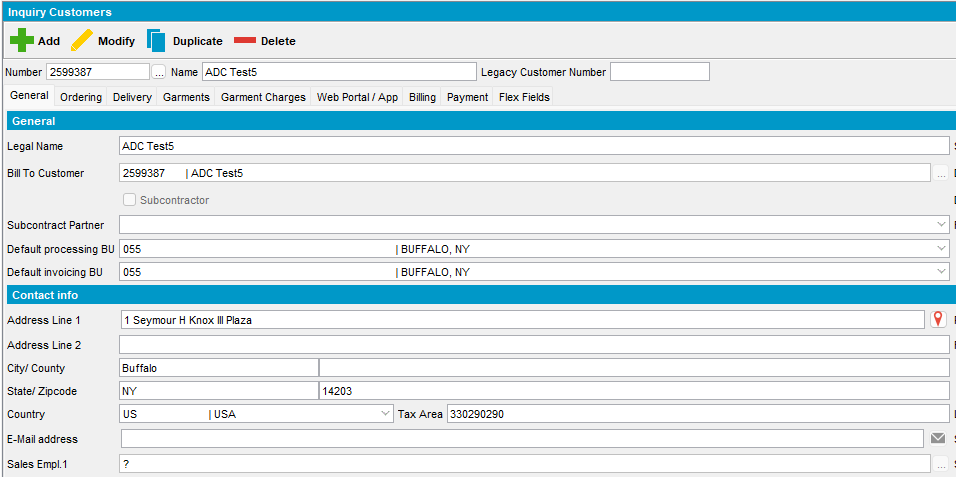 Inquiry Customers
Add Modify Duplicate Delete
Number 2599387 ... Name ADC Test5 Legacy Customer Number
General Ordering Delivery Garments Garment Charges Web Portal / App Billing Payment Flex Fields
General
Legal Name ADC Test5
Bill To Customer 2599387 | ADC Test5 ...
Subcontractor
Subcontract Partner
Default processing BU 055 | BUFFALO, NY
Default invoicing BU 055 | BUFFALO, NY
Contact info
Address Line 1 1 Seymour H Knox III Plaza
Address Line 2
City/ County Buffalo
State/ Zipcode NY 14203
Country US | USA Tax Area 330290290
E-Mail address
Sales Empl.1 ? ...